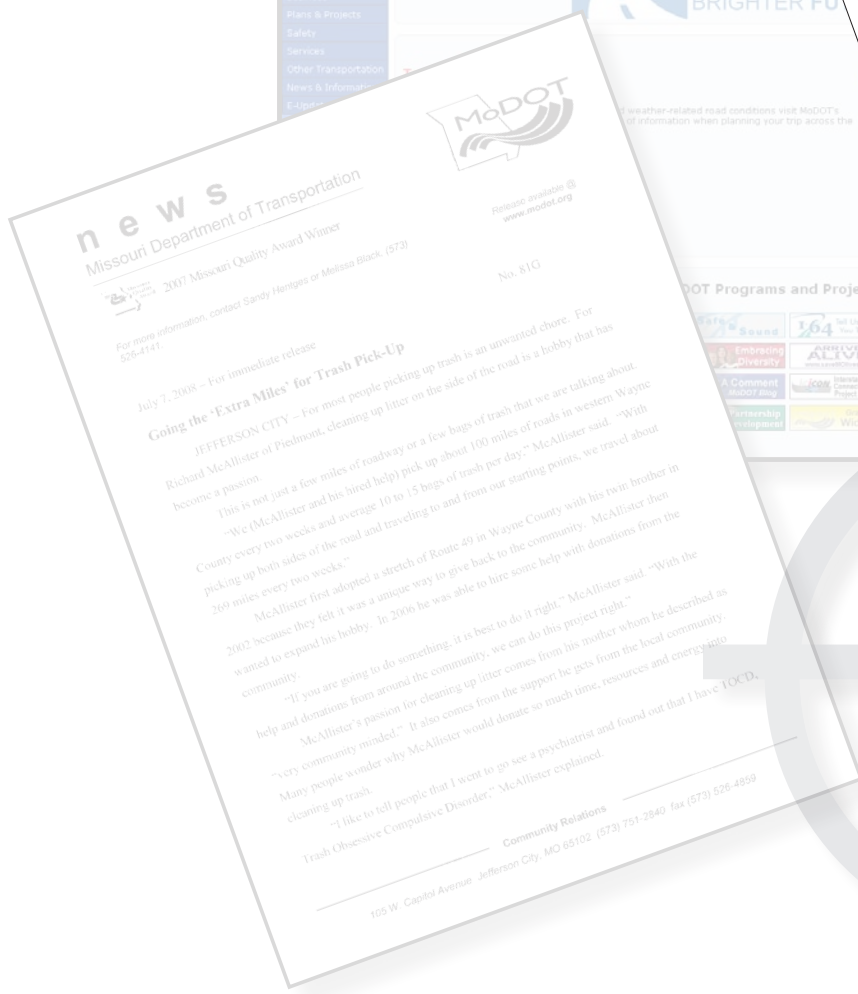 Plans & Projects
Safety
Services
Other Transportation
News & Information
BRIGHTER FU
d weather-related road conditions visit MoDOT's
of information when planning your trip across the
MoDOT
news
Missouri Department of Transportation
Release available @
www.modot.org
2007 Missouri Quality Award Winner
For more information, contact Sandy Hentges or Melissa Black, (573)
526-4141.
No. 81G
July 7, 2008 – For immediate release
Going the ‘Extra Miles’ for Trash Pick-Up
JEFFERSON CITY – For most people picking up trash is an unwanted chore. For
Richard McAllister of Piedmont, cleaning up litter on the side of the road is a hobby that has
become a passion.
This is not just a few miles of roadway or a few bags of trash that we are talking about.
“We (McAllister and his hired help) pick up about 100 miles of roads in western Wayne
County every two weeks and average 10 to 15 bags of trash per day,” McAllister said. “With
picking up both sides of the road and traveling to and from our starting points, we travel about
269 miles every two weeks.”
McAllister first adopted a stretch of Route 49 in Wayne County with his twin brother in
2002 because they felt it was a unique way to give back to the community. McAllister then
wanted to expand his hobby. In 2006 he was able to hire some help with donations from the
community.
“If you are going to do something, it is best to do it right,” McAllister said. “With the
help and donations from around the community, we can do this project right.”
McAllister’s passion for cleaning up litter comes from his mother whom he described as
“very community minded.” It also comes from the support he gets from the local community.
Many people wonder why McAllister would donate so much time, resources and energy into
cleaning up trash.
“I like to tell people that I went to go see a psychiatrist and found out that I have TOCD,
Trash Obsessive Compulsive Disorder,” McAllister explained.
Community Relations
105 W. Capitol Avenue Jefferson City, MO 65102 (573) 751-2840 fax (573) 526-4859
DOT Programs and Proje
Sound
I-64
Embracing
Diversity
ARRIVE
ALIVE
A Comment
MoDOT Blog
Partnership
Development